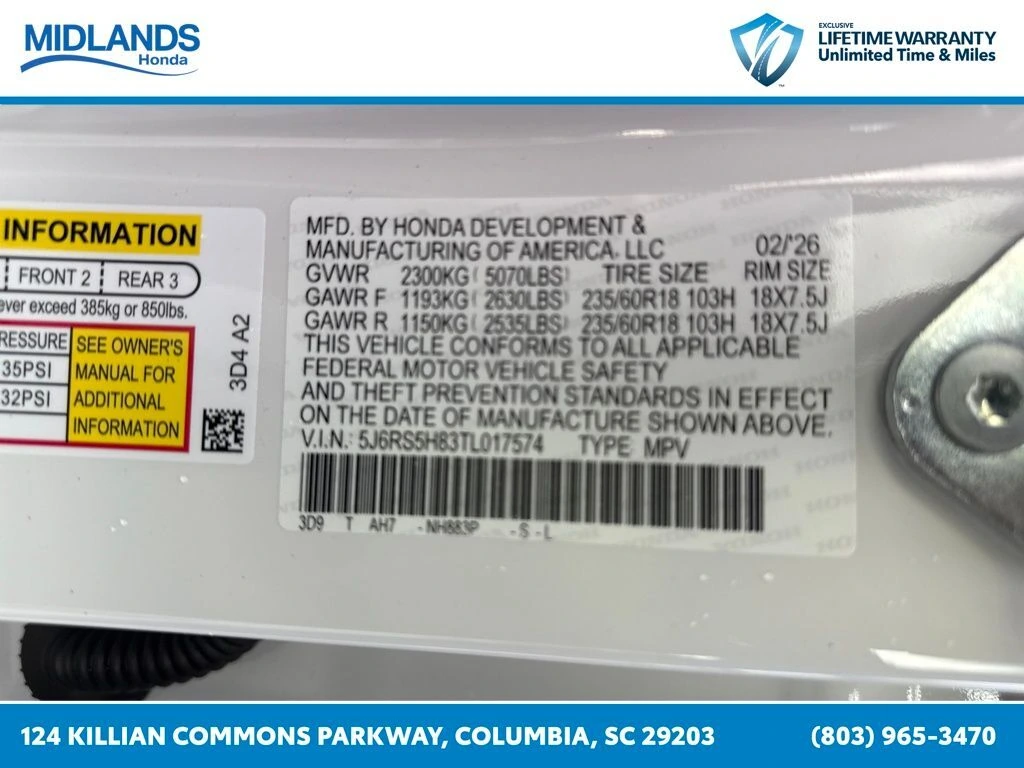 MIDLANDS
Honda
EXCLUSIVE
LIFETIME WARRANTY
Unlimited Time & Miles
INFORMATION
FRONT 2 REAR 3
ever exceed 385kg or 850lbs.
RESSURE
35PSI
32PSI
SEE OWNER'S
MANUAL FOR
ADDITIONAL
INFORMATION
3D4 A2
MFD. BY HONDA DEVELOPMENT &
MANUFACTURING OF AMERICA, LLC 02/'26
GVWR 2300KG( 5070LBS) TIRE SIZE RIM SIZE
GAWR F 1193KG( 2630LBS) 235/60R18 103H 18X7.5J
GAWR R 1150KG( 2535LBS) 235/60R18 103H 18X7.5J
THIS VEHICLE CONFORMS TO ALL APPLICABLE
FEDERAL MOTOR VEHICLE SAFETY
AND THEFT PREVENTION STANDARDS IN EFFECT
ON THE DATE OF MANUFACTURE SHOWN ABOVE.
V.I.N.: 5J6RS5H83TL017574 TYPE: MPV
3D9 T AH7 -NH883P -S -L
124 KILLIAN COMMONS PARKWAY, COLUMBIA, SC 29203
(803) 965-3470